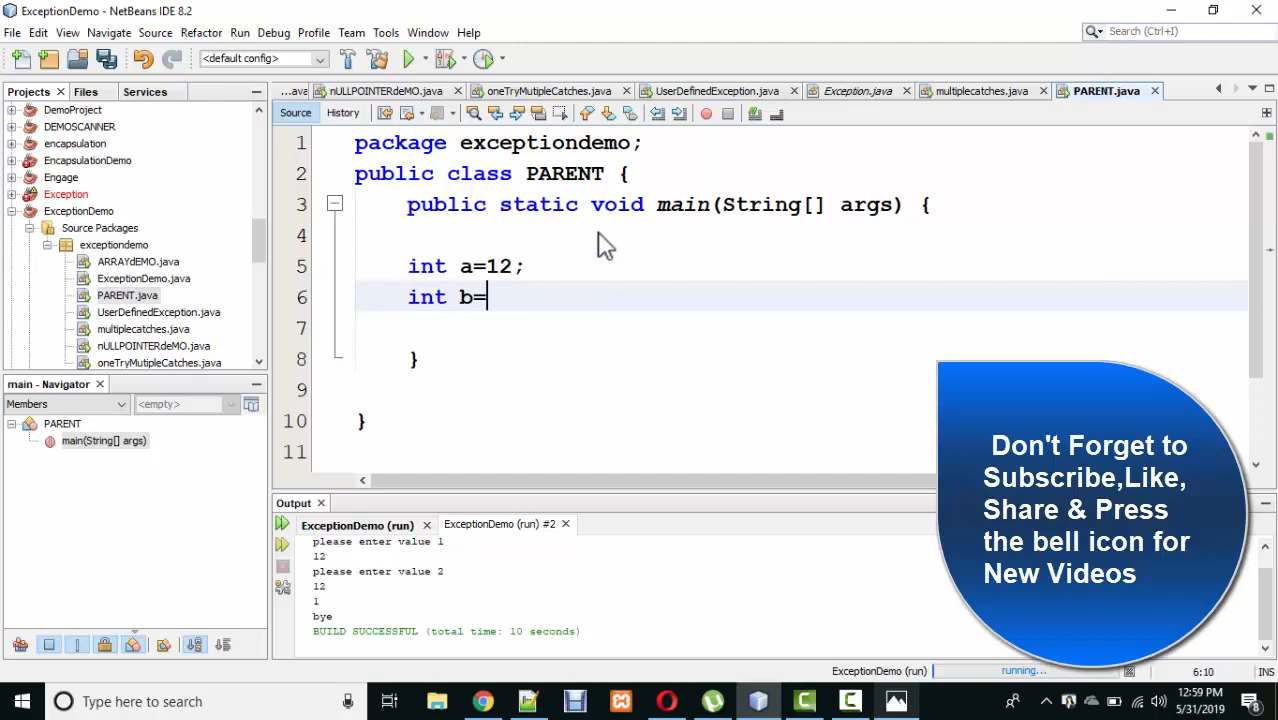 ExceptionDemo - NetBeans IDE 8.2
File Edit View Navigate Source Refactor Run Debug Profile Team Tools Window Help
Search (Ctrl+I)
<default config>
Projects Files Services
...ava nULLPOINTERdeMO.java oneTryMutipleCatches.java UserDefinedException.java Exception.java multiplecatches.java PARENT.java
Source History
DemoProject
DEMOSCANNER
encapsulation
EncapsulationDemo
Engage
Exception
ExceptionDemo
Source Packages
exceptiondemo
ARRAYdEMO.java
ExceptionDemo.java
PARENT.java
UserDefinedException.java
multiplecatches.java
nULLPOINTERdeMO.java
oneTryMutipleCatches.java
1 package exceptiondemo;
2 public class PARENT {
3 public static void main(String[] args) {
4
5 int a=12;
6 int b=
7
8 }
9
10 }
11
main - Navigator
Members <empty>
PARENT
main(String[] args)
Output
ExceptionDemo (run) ExceptionDemo (run) #2
please enter value 1
12
please enter value 2
12
1
bye
BUILD SUCCESSFUL (total time: 10 seconds)
Don't Forget to
Subscribe,Like,
Share & Press
the bell icon for
New Videos
ExceptionDemo (run) running... 6:10 INS
Type here to search
12:59 PM
5/31/2019
8